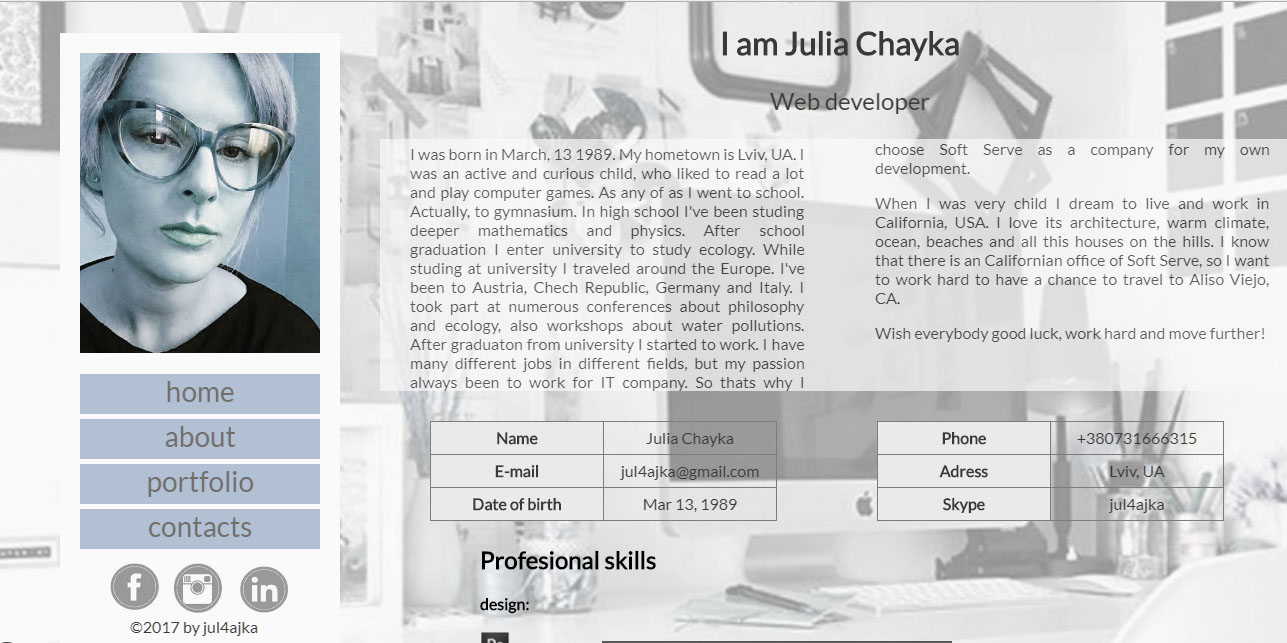 I am Julia Chayka
Web developer
I was born in March, 13 1989. My hometown is Lviv, UA. I
was an active and curious child, who liked to read a lot
and play computer games. As any of as I went to school.
Actually, to gymnasium. In high school I've been studing
deeper mathematics and physics. After school
graduation I enter university to study ecology. While
studing at university I traveled around the Europe. I've
been to Austria, Chech Republic, Germany and Italy. I
took part at numerous conferences about philosophy
and ecology, also workshops about water pollutions.
After graduaton from university I started to work. I have
many different jobs in different fields, but my passion
always been to work for IT company. So thats why I
choose Soft Serve as a company for my own
development.
When I was very child I dream to live and work in
California, USA. I love its architecture, warm climate,
ocean, beaches and all this houses on the hills. I know
that there is an Californian office of Soft Serve, so I want
to work hard to have a chance to travel to Aliso Viejo,
CA.
Wish everybody good luck, work hard and move further!
home
about
portfolio
contacts
f
in
©2017 by jul4ajka
Name Julia Chayka
E-mail jul4ajka@gmail.com
Date of birth Mar 13, 1989
Phone +380731666315
Adress Lviv, UA
Skype jul4ajka
Profesional skills
design: